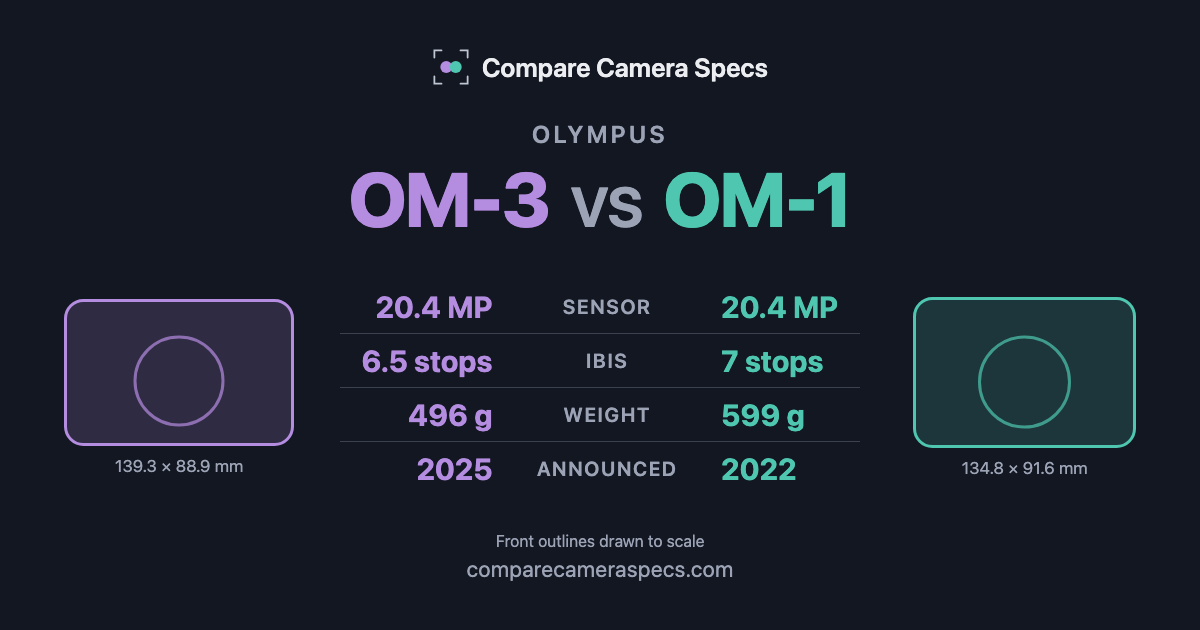 Compare Camera Specs
OLYMPUS
OM-3 vs OM-1
20.4 MP SENSOR 20.4 MP
6.5 stops IBIS 7 stops
496 g WEIGHT 599 g
2025 ANNOUNCED 2022
139.3 × 88.9 mm
134.8 × 91.6 mm
Front outlines drawn to scale
comparecameraspecs.com